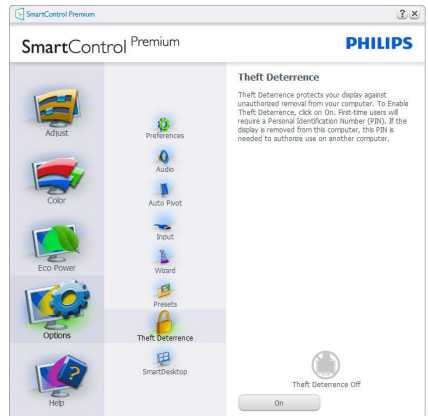 SmartControl Premium
SmartControl Premium
PHILIPS
Adjust
Color
Eco Power
Options
Help
Preferences
Audio
Auto Pivot
Input
Wizard
Presets
Theft Deterrence
SmartDesktop
Theft Deterrence
Theft Deterrence protects your display against
unauthorized removal from your computer. To Enable
Theft Deterrence, click on On. First-time users will
require a Personal Identification Number (PIN). If the
display is removed from this computer, this PIN is
needed to authorize use on another computer.
Theft Deterrence Off
On